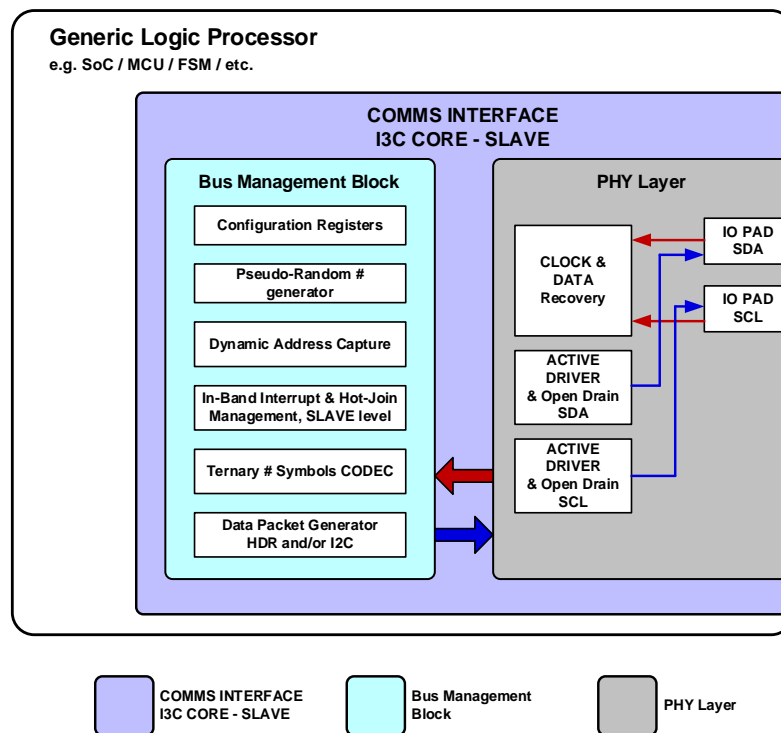 Generic Logic Processor
e.g. SoC / MCU / FSM / etc.
COMMS INTERFACE
I3C CORE - SLAVE
Bus Management Block
Configuration Registers
Pseudo-Random #
generator
Dynamic Address Capture
In-Band Interrupt & Hot-Join
Management, SLAVE level
Ternary # Symbols CODEC
Data Packet Generator
HDR and/or I2C
PHY Layer
CLOCK &
DATA
Recovery
ACTIVE
DRIVER
& Open Drain
SDA
ACTIVE
DRIVER
& Open Drain
SCL
IO PAD
SDA
IO PAD
SCL
COMMS INTERFACE
I3C CORE - SLAVE
Bus Management
Block
PHY Layer